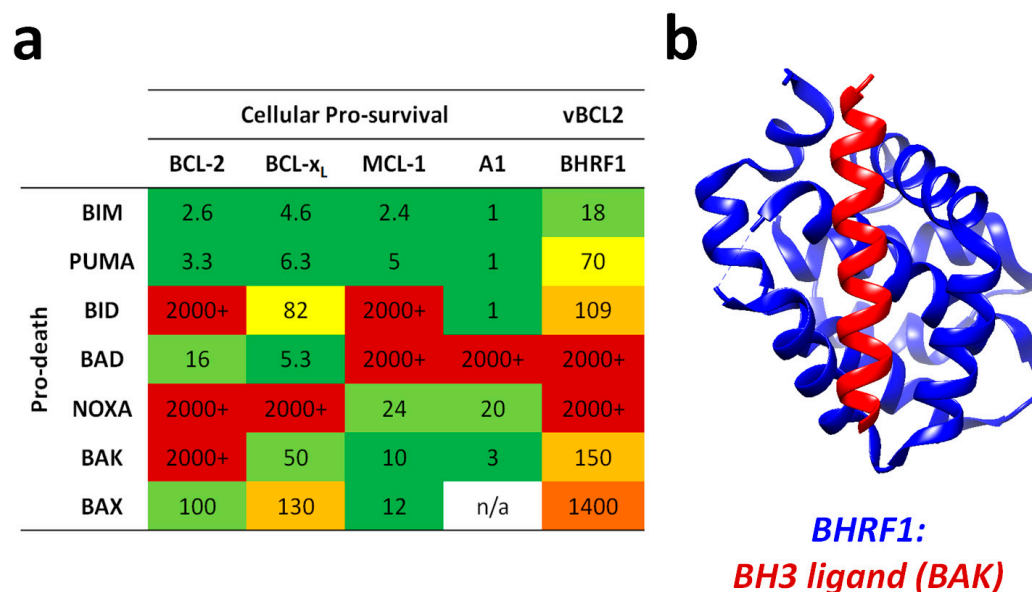 a
b
Cellular Pro-survival vBCL2
BCL-2 BCL-xL MCL-1 A1 BHRF1
Pro-death
BIM 2.6 4.6 2.4 1 18
PUMA 3.3 6.3 5 1 70
BID 2000+ 82 2000+ 1 109
BAD 16 5.3 2000+ 2000+ 2000+
NOXA 2000+ 2000+ 24 20 2000+
BAK 2000+ 50 10 3 150
BAX 100 130 12 n/a 1400
BHRF1:
BH3 ligand (BAK)